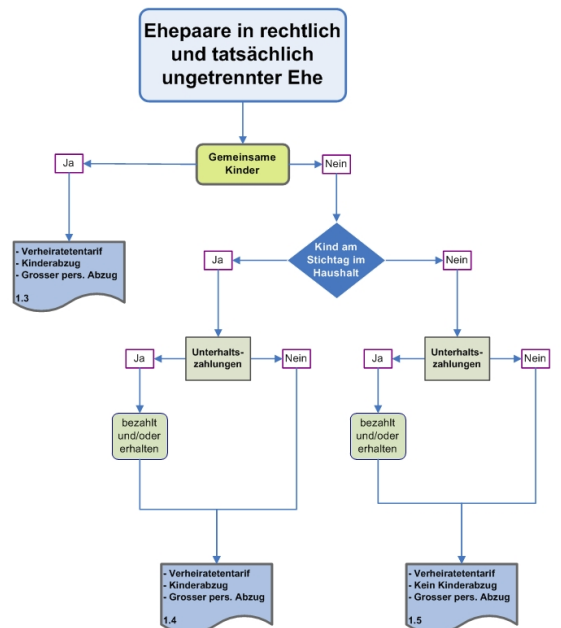 Ehepaare in rechtlich
und tatsächlich
ungetrennter Ehe
Gemeinsame
Kinder
Ja
Nein
- Verheiratetentarif
- Kinderabzug
- Grosser pers. Abzug
1.3
Kind am
Stichtag im
Haushalt
Ja
Nein
Unterhalts-
zahlungen
Ja
Nein
Unterhalts-
zahlungen
Ja
Nein
bezahlt
und/oder
erhalten
bezahlt
und/oder
erhalten
- Verheiratetentarif
- Kinderabzug
- Grosser pers. Abzug
1.4
- Verheiratetentarif
- Kein Kinderabzug
- Grosser pers. Abzug
1.5